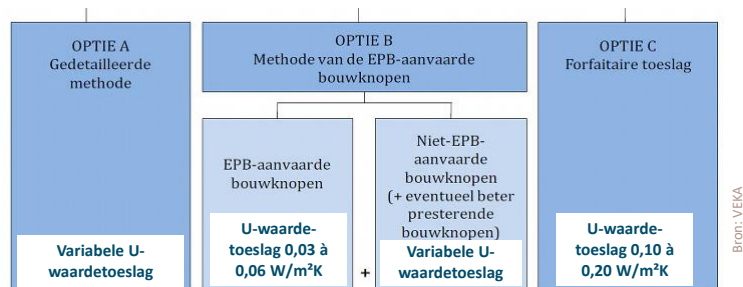 OPTIE A
Gedetailleerde
methode
Variabele U-
waardetoeslag
OPTIE B
Methode van de EPB-aanvaarde
bouwknopen
EPB-aanvaarde
bouwknopen
U-waarde-
toeslag 0,03 à
0,06 W/m²K
+
Niet-EPB-
aanvaarde
bouwknopen
(+ eventueel beter
presterende
bouwknopen)
Variabele U-
waardetoeslag
OPTIE C
Forfaitaire toeslag
U-waarde-
toeslag 0,10 à
0,20 W/m²K
Bron: VEKA